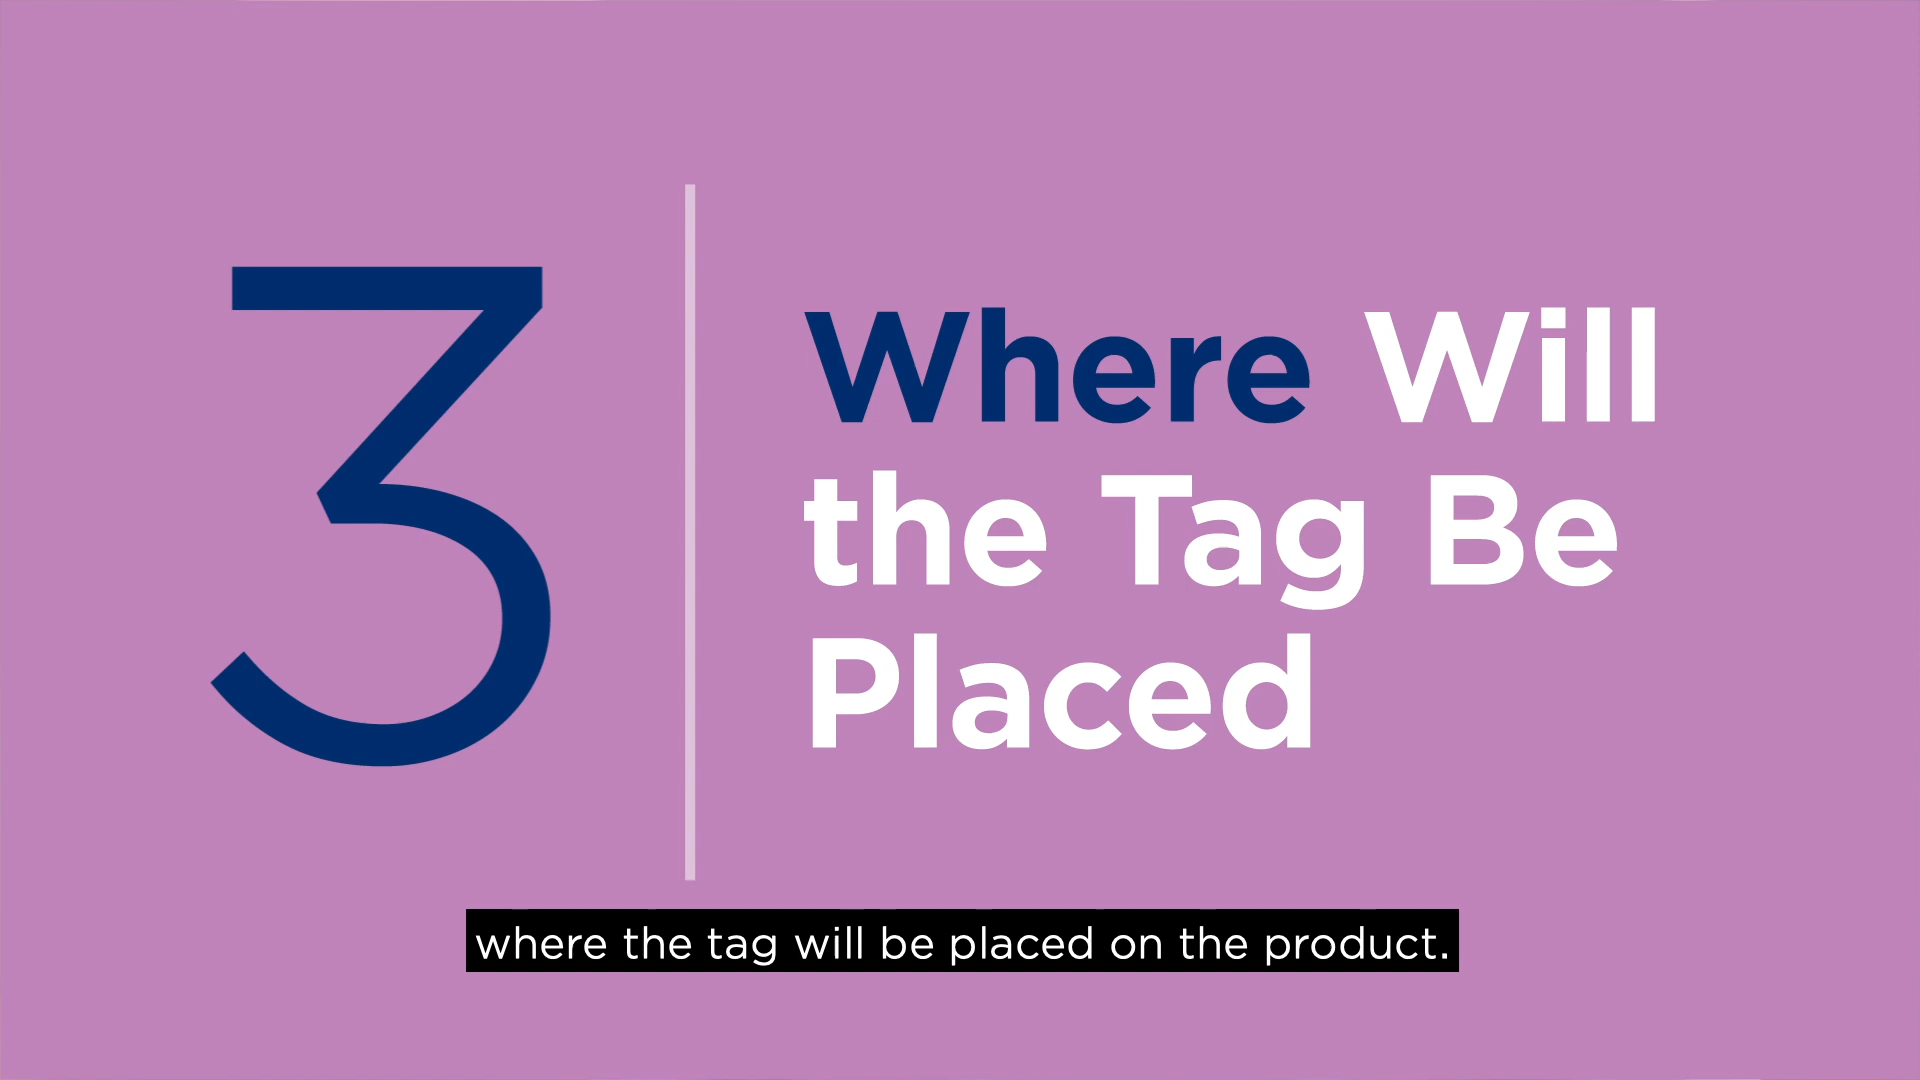 3
Where Will
the Tag Be
Placed
where the tag will be placed on the product.